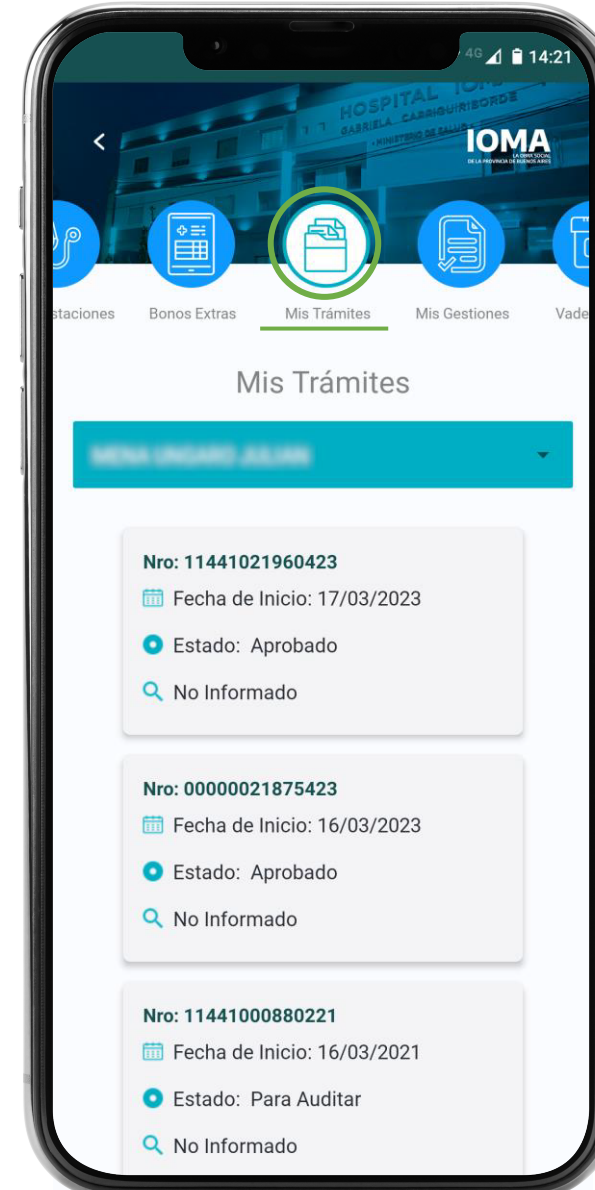 4G 14:21
HOSPITAL IOMA
GABRIELA CARRIQUIRIBORDE
- MINISTERIO DE SALUD -
IOMA
LA OBRA SOCIAL
DE LA PROVINCIA DE BUENOS AIRES
staciones Bonos Extras Mis Trámites Mis Gestiones Vade
Mis Trámites
Nro: 11441021960423
Fecha de Inicio: 17/03/2023
Estado: Aprobado
No Informado
Nro: 00000021875423
Fecha de Inicio: 16/03/2023
Estado: Aprobado
No Informado
Nro: 11441000880221
Fecha de Inicio: 16/03/2021
Estado: Para Auditar
No Informado